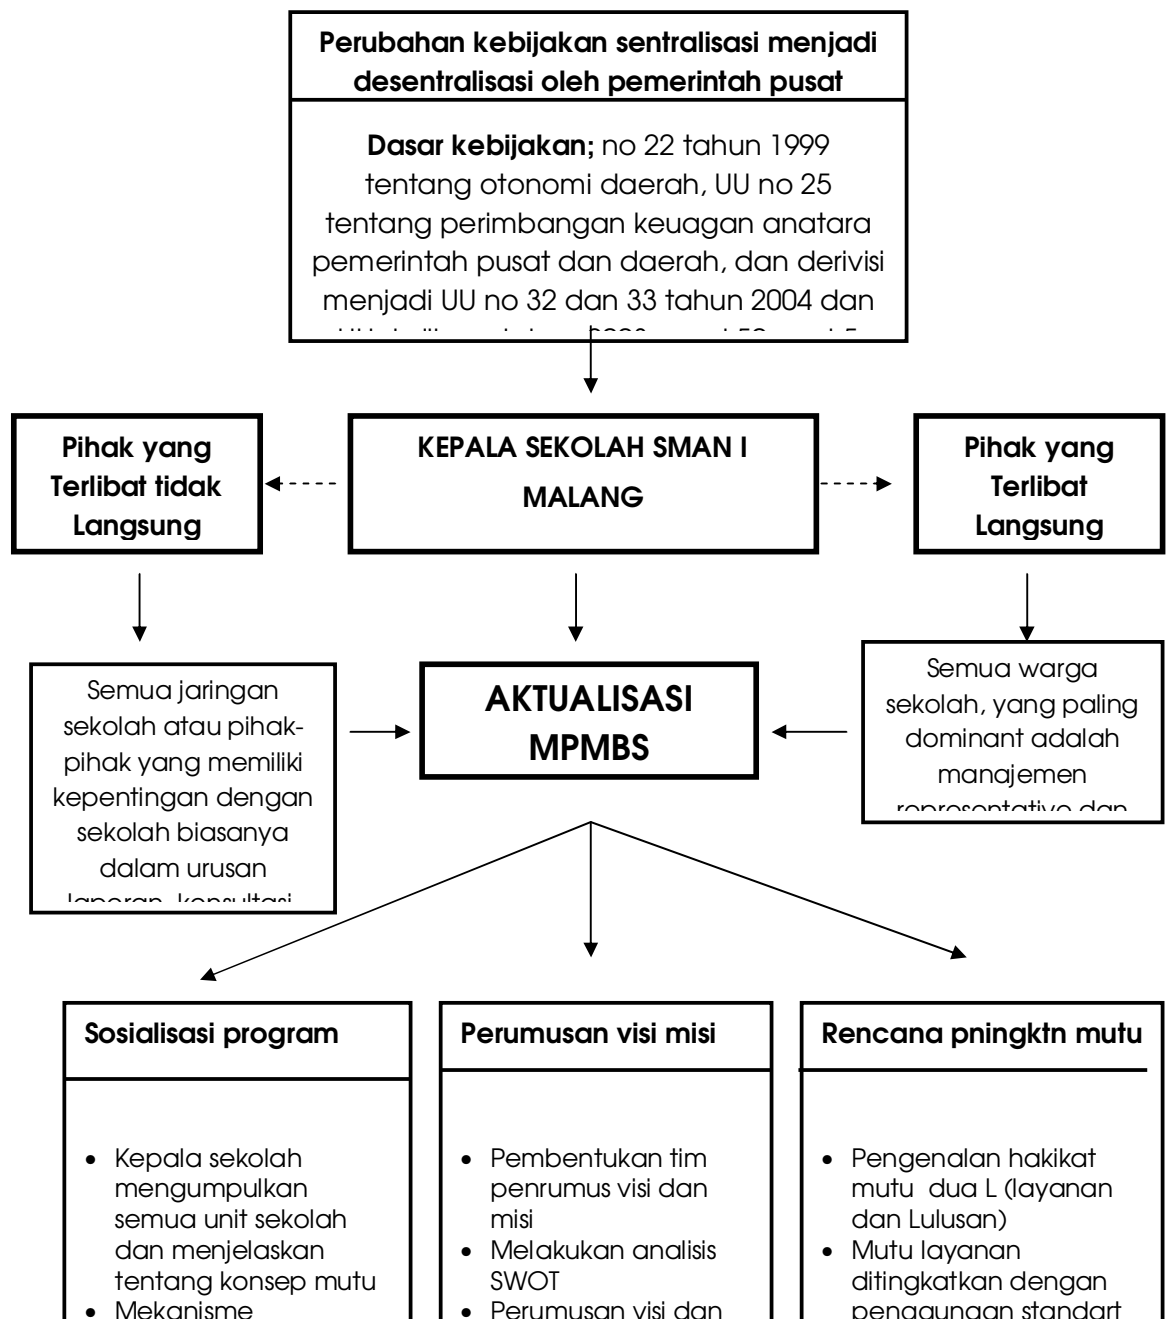 Perubahan kebijakan sentralisasi menjadi
desentralisasi oleh pemerintah pusat
Dasar kebijakan; no 22 tahun 1999
tentang otonomi daerah, UU no 25
tentang perimbangan keuagan anatara
pemerintah pusat dan daerah, dan derivisi
menjadi UU no 32 dan 33 tahun 2004 dan
Pihak yang
Terlibat tidak
Langsung
KEPALA SEKOLAH SMAN I
MALANG
Pihak yang
Terlibat
Langsung
Semua jaringan
sekolah atau pihak-
pihak yang memiliki
kepentingan dengan
sekolah biasanya
dalam urusan
laporan, konsultasi
AKTUALISASI
MPMBS
Semua warga
sekolah, yang paling
dominant adalah
manajemen
representative dan
Sosialisasi program
• Kepala sekolah
mengumpulkan
semua unit sekolah
dan menjelaskan
tentang konsep mutu
• Mekanisme
Perumusan visi misi
• Pembentukan tim
penrumus visi dan
misi
• Melakukan analisis
SWOT
• Perumusan visi dan
Rencana pningktn mutu
• Pengenalan hakikat
mutu dua L (layanan
dan Lulusan)
• Mutu layanan
ditingkatkan dengan
penggungan standart